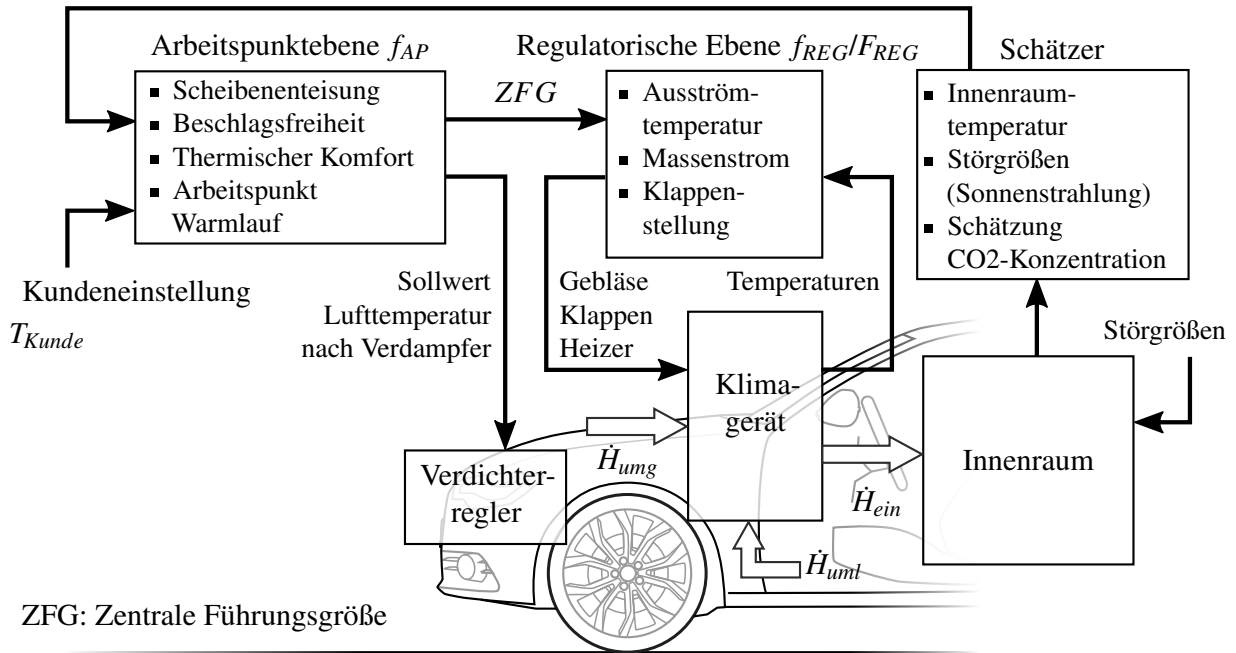 Arbeitspunktebene f_AP
Regulatorische Ebene f_REG/F_REG
Schätzer
▪ Scheibenenteisung
▪ Beschlagsfreiheit
▪ Thermischer Komfort
▪ Arbeitspunkt
Warmlauf
ZFG
▪ Ausström-
temperatur
▪ Massenstrom
▪ Klappen-
stellung
▪ Innenraum-
temperatur
▪ Störgrößen
(Sonnenstrahlung)
▪ Schätzung
CO2-Konzentration
Kundeneinstellung
T_Kunde
Sollwert
Lufttemperatur
nach Verdampfer
Gebläse
Klappen
Heizer
Temperaturen
Störgrößen
Klima-
gerät
Verdichter-
regler
Ḣ_umg
Ḣ_ein
Innenraum
Ḣ_uml
ZFG: Zentrale Führungsgröße